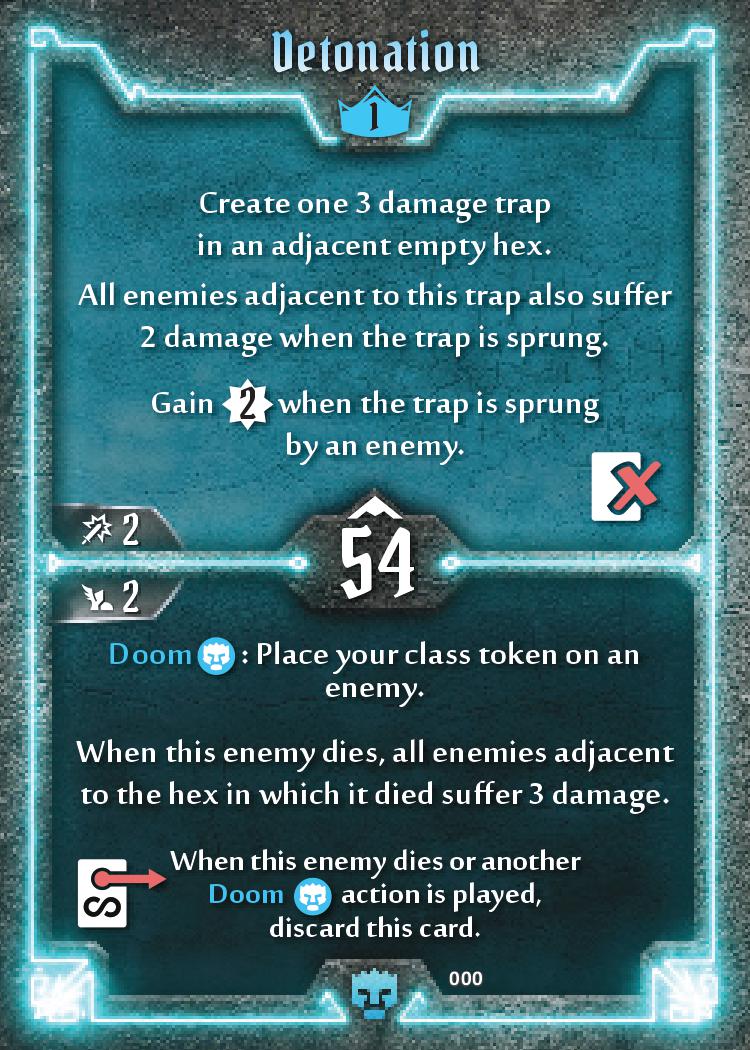 Detonation
1
Create one 3 damage trap
in an adjacent empty hex.
All enemies adjacent to this trap also suffer
2 damage when the trap is sprung.
Gain 2 when the trap is sprung
by an enemy.
2
54
2
Doom : Place your class token on an
enemy.
When this enemy dies, all enemies adjacent
to the hex in which it died suffer 3 damage.
When this enemy dies or another
Doom action is played,
discard this card.
000